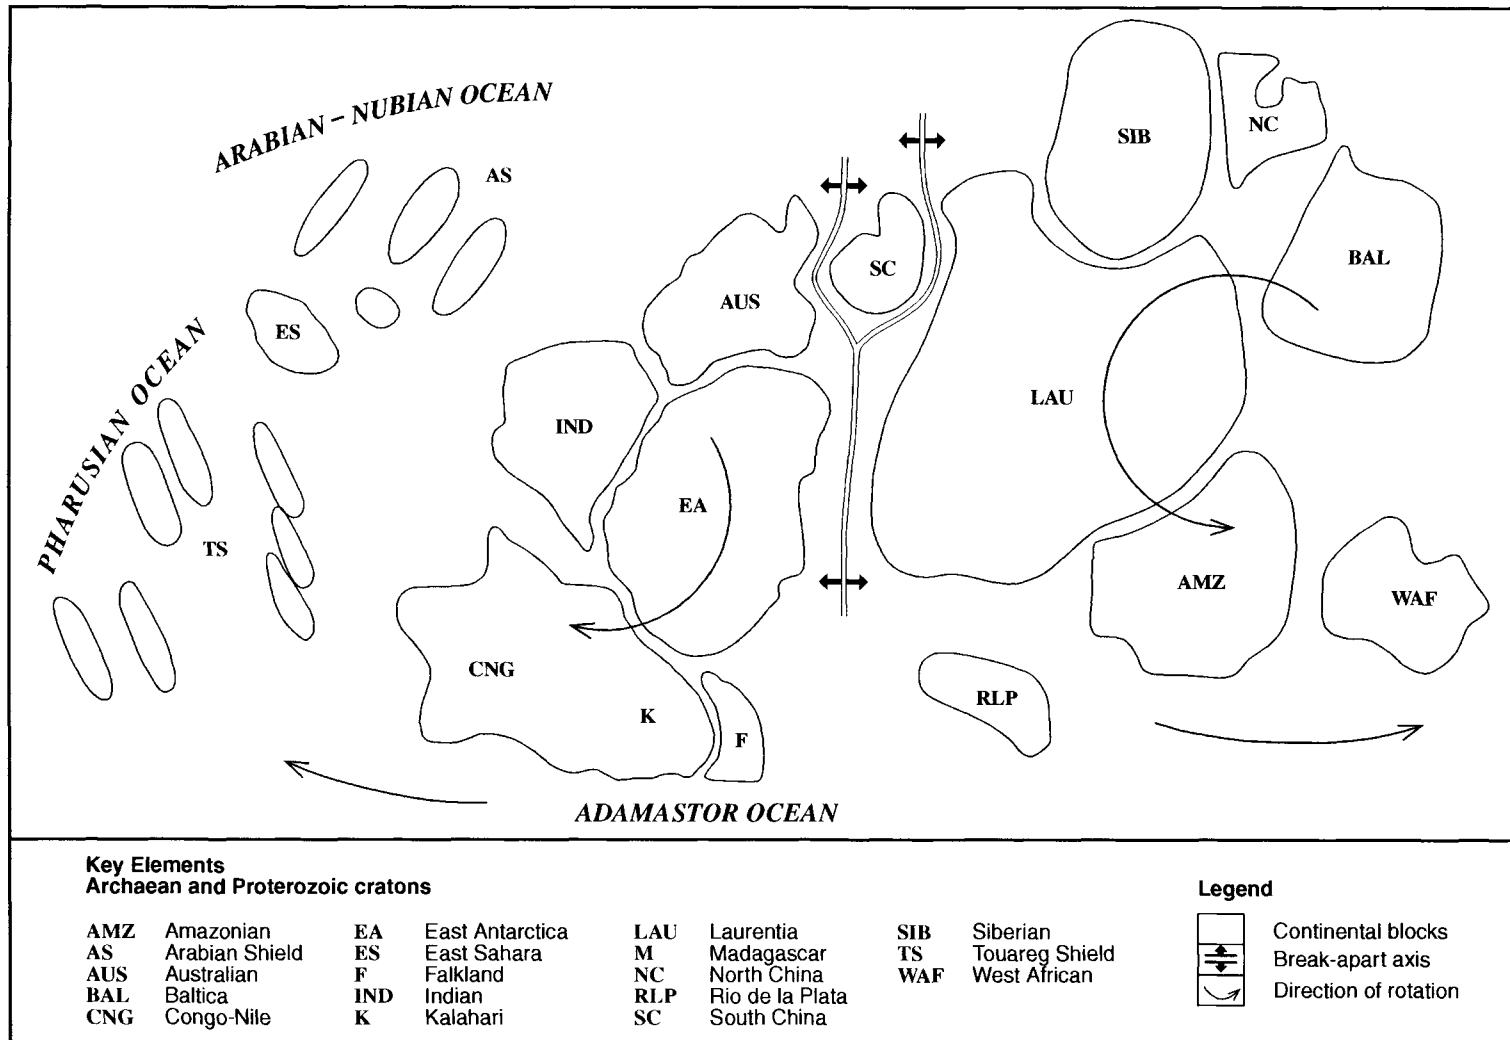 ARABIAN – NUBIAN OCEAN
AS
SIB
NC
BAL
SC
AUS
ES
PHARUSIAN OCEAN
LAU
IND
EA
TS
AMZ
WAF
CNG
K
F
RLP
ADAMASTOR OCEAN
Key Elements
Archaean and Proterozoic cratons
AMZ Amazonian
AS Arabian Shield
AUS Australian
BAL Baltica
CNG Congo-Nile
EA East Antarctica
ES East Sahara
F Falkland
IND Indian
K Kalahari
LAU Laurentia
M Madagascar
NC North China
RLP Rio de la Plata
SC South China
SIB Siberian
TS Touareg Shield
WAF West African
Legend
Continental blocks
Break-apart axis
Direction of rotation